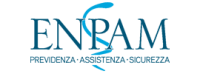 ENPAM
PREVIDENZA · ASSISTENZA · SICUREZZA